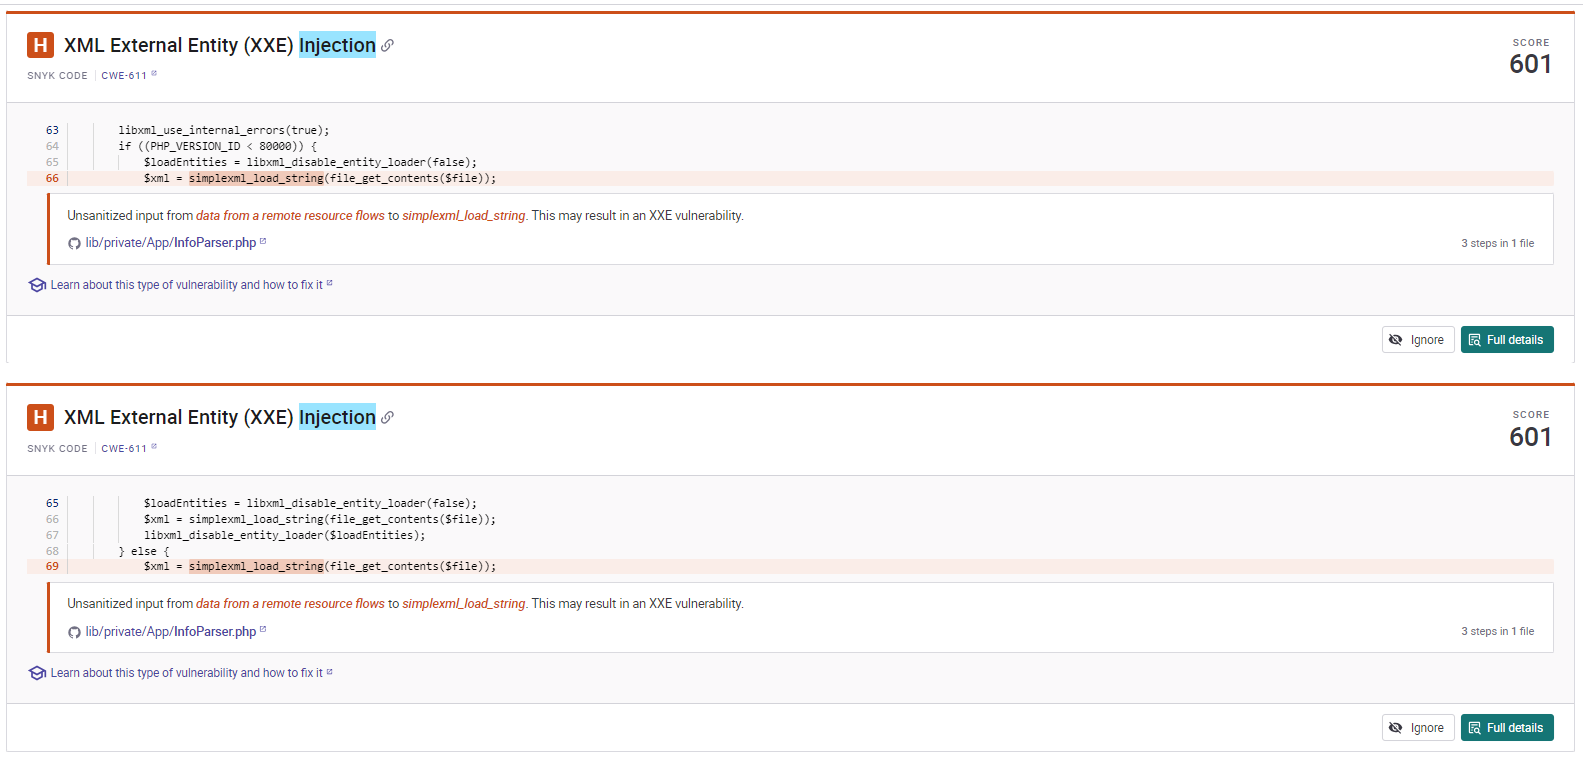 H XML External Entity (XXE) Injection
SCORE
601
SNYK CODE CWE-611
63 libxml_use_internal_errors(true);
64 if ((PHP_VERSION_ID < 80000)) {
65 $loadEntities = libxml_disable_entity_loader(false);
66 $xml = simplexml_load_string(file_get_contents($file));
Unsanitized input from data from a remote resource flows to simplexml_load_string. This may result in an XXE vulnerability.
lib/private/App/InfoParser.php
3 steps in 1 file
Learn about this type of vulnerability and how to fix it
Ignore Full details
H XML External Entity (XXE) Injection
SCORE
601
SNYK CODE CWE-611
65 $loadEntities = libxml_disable_entity_loader(false);
66 $xml = simplexml_load_string(file_get_contents($file));
67 libxml_disable_entity_loader($loadEntities);
68 } else {
69 $xml = simplexml_load_string(file_get_contents($file));
Unsanitized input from data from a remote resource flows to simplexml_load_string. This may result in an XXE vulnerability.
lib/private/App/InfoParser.php
3 steps in 1 file
Learn about this type of vulnerability and how to fix it
Ignore Full details